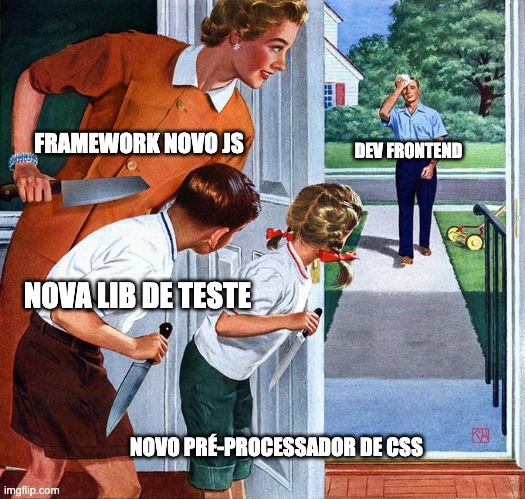 FRAMEWORK NOVO JS
DEV FRONTEND
NOVA LIB DE TESTE
NOVO PRÉ-PROCESSADOR DE CSS
imgflip.com